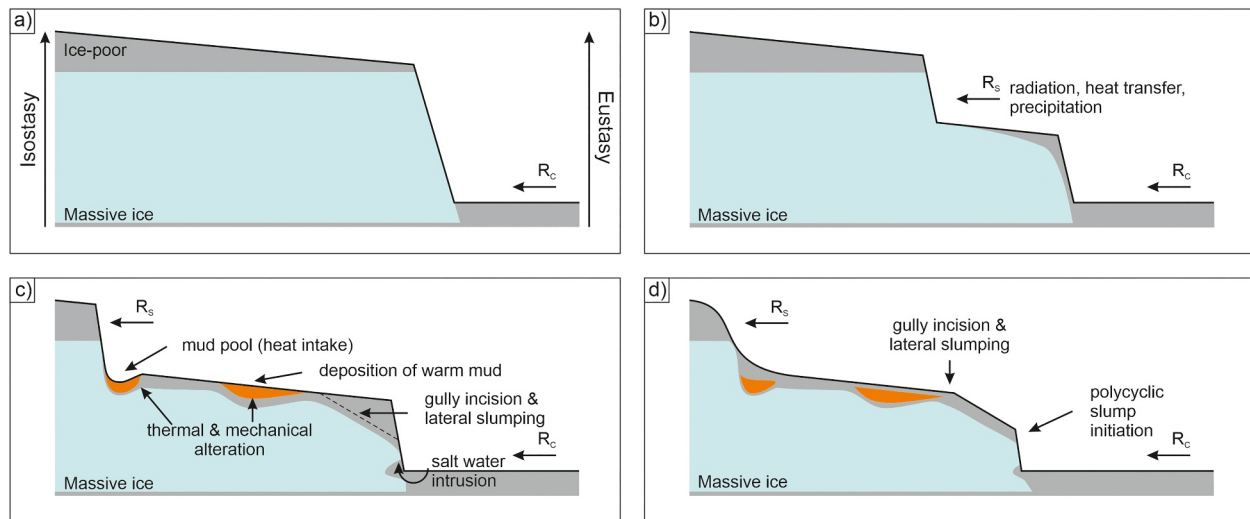 a)
Ice-poor
Isostasy
Eustasy
Rc
Massive ice
b)
Rs
radiation, heat transfer,
precipitation
Rc
Massive ice
c)
Rs
mud pool (heat intake)
deposition of warm mud
gully incision &
lateral slumping
thermal & mechanical
alteration
Rc
salt water
intrusion
Massive ice
d)
Rs
gully incision &
lateral slumping
polycyclic
slump
initiation
Rc
Massive ice